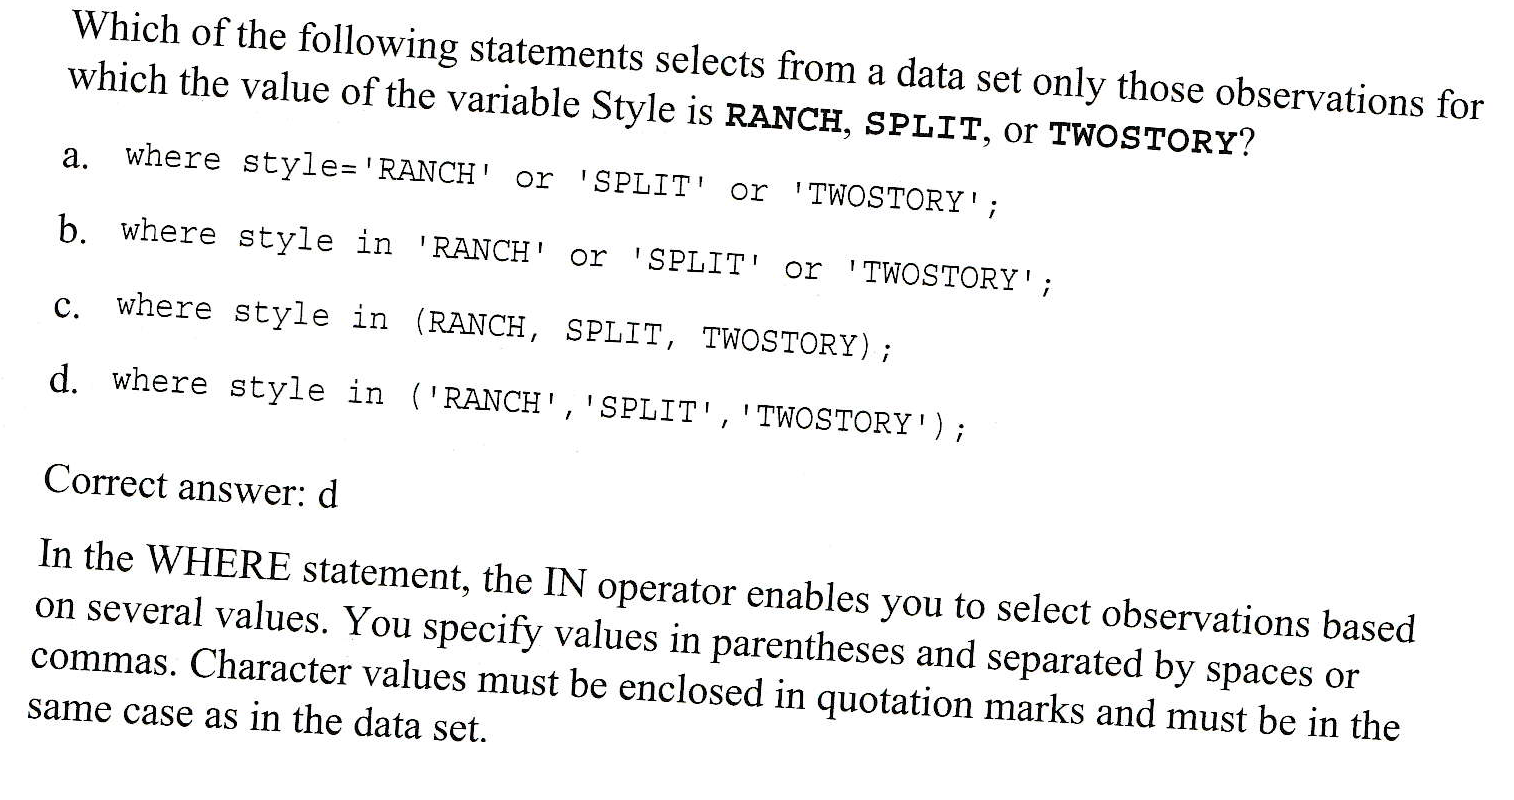 Which of the following statements selects from a data set only those observations for
which the value of the variable Style is RANCH, SPLIT, or TWOSTORY?
a. where style='RANCH' or 'SPLIT' or 'TWOSTORY';
b. where style in 'RANCH' or 'SPLIT' or 'TWOSTORY';
c. where style in (RANCH, SPLIT, TWOSTORY);
d. where style in ('RANCH','SPLIT','TWOSTORY');
Correct answer: d
In the WHERE statement, the IN operator enables you to select observations based
on several values. You specify values in parentheses and separated by spaces or
commas. Character values must be enclosed in quotation marks and must be in the
same case as in the data set.